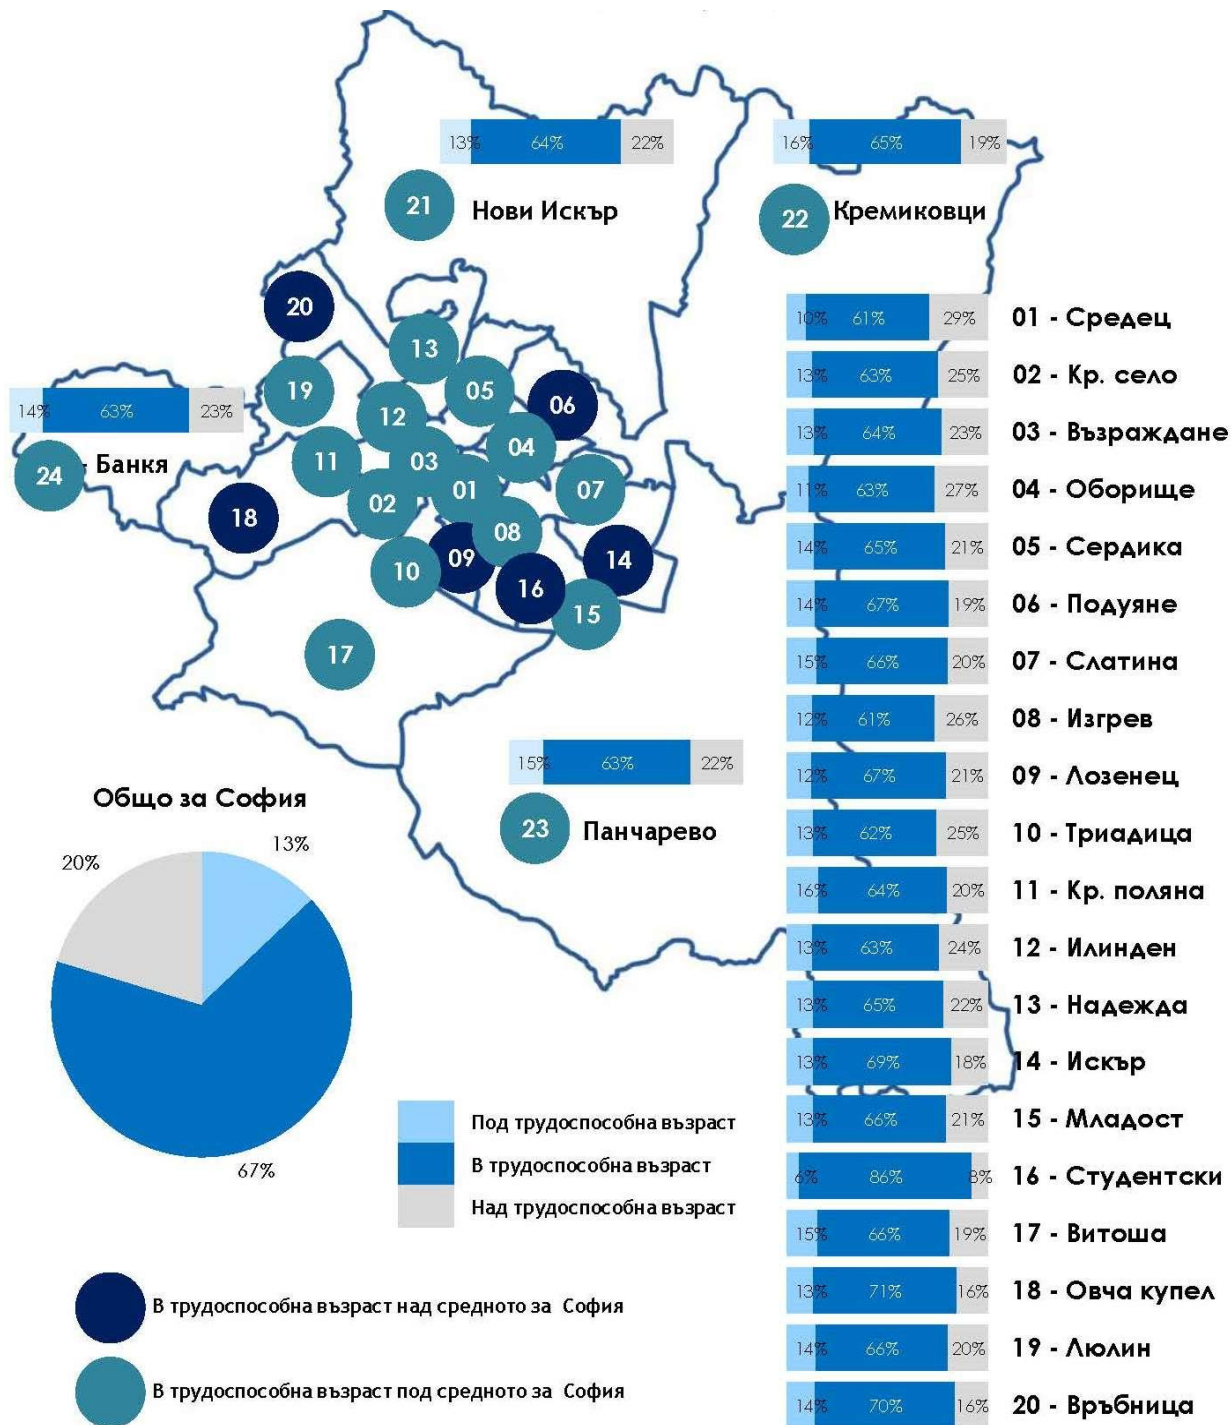 13% 64% 22%
21 Нови Искър
16% 65% 19%
22 Кремиковци
20
13
19
05
12
06
04
11
03
01
07
02
18
08
09
10
14
16
15
17
14% 63% 23%
24 - Банкя
15% 63% 22%
23 Панчарево
Общо за София
13%
20%
67%
Под трудоспособна възраст
В трудоспособна възраст
Над трудоспособна възраст
В трудоспособна възраст над средното за София
В трудоспособна възраст под средното за София
10% 61% 29% 01 - Средец
13% 63% 25% 02 - Кр. село
13% 64% 23% 03 - Възраждане
11% 63% 27% 04 - Оборище
14% 65% 21% 05 - Сердика
14% 67% 19% 06 - Подуяне
15% 66% 20% 07 - Слатина
12% 61% 26% 08 - Изгрев
12% 67% 21% 09 - Лозенец
13% 62% 25% 10 - Триадица
16% 64% 20% 11 - Кр. поляна
13% 63% 24% 12 - Илинден
13% 65% 22% 13 - Надежда
13% 69% 18% 14 - Искър
13% 66% 21% 15 - Младост
6% 86% 8% 16 - Студентски
15% 66% 19% 17 - Витоша
13% 71% 16% 18 - Овча купел
14% 66% 20% 19 - Люлин
14% 70% 16% 20 - Връбница